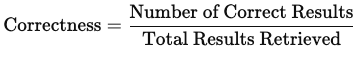 Correctness = Number of Correct Results / Total Results Retrieved